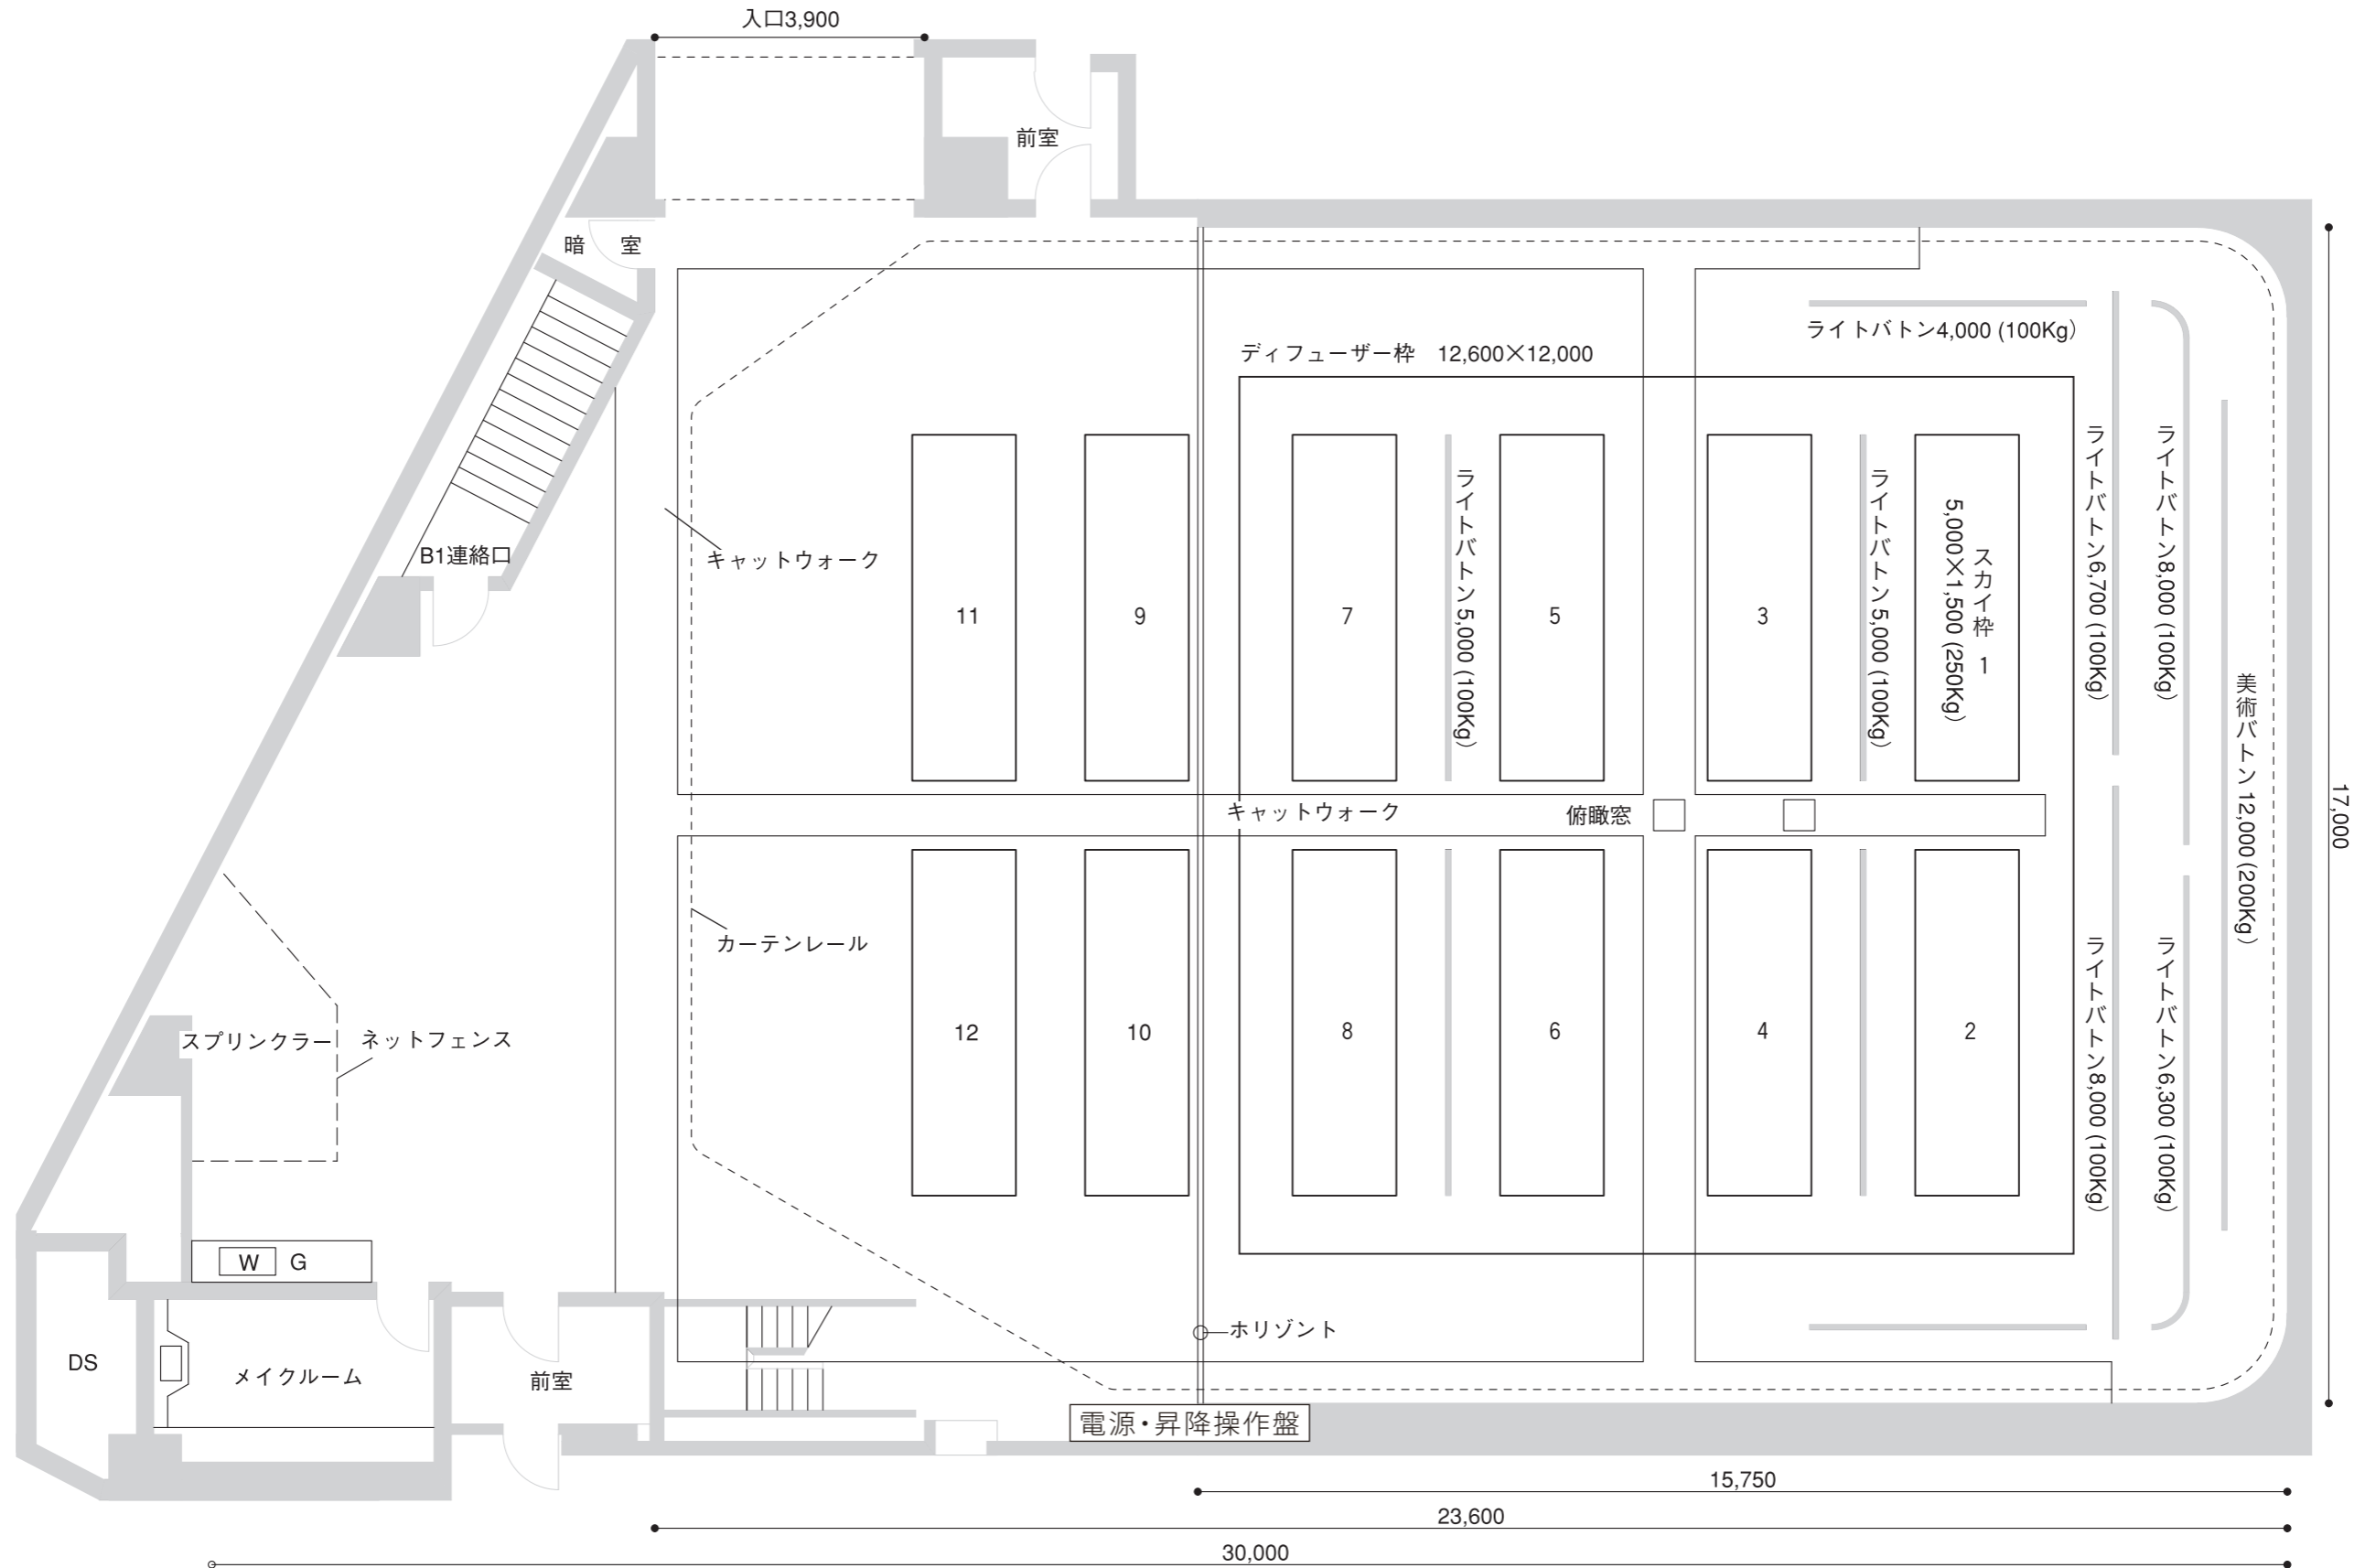 入口3,900
前室
暗 室
ライトバトン4,000 (100Kg)
ディフューザー枠 12,600×12,000
B1連絡口
キャットウォーク
11
9
7
ライトバトン5,000 (100Kg)
5
3
ライトバトン5,000 (100Kg)
スカイ枠 1
5,000×1,500 (250Kg)
ライトバトン6,700 (100Kg)
ライトバトン8,000 (100Kg)
美術バトン12,000 (200Kg)
17,000
キャットウォーク
俯瞰窓
カーテンレール
スプリンクラー
ネットフェンス
12
10
8
6
4
2
ライトバトン8,000 (100Kg)
ライトバトン6,300 (100Kg)
W G
DS
メイクルーム
前室
ホリゾント
電源・昇降操作盤
15,750
23,600
30,000